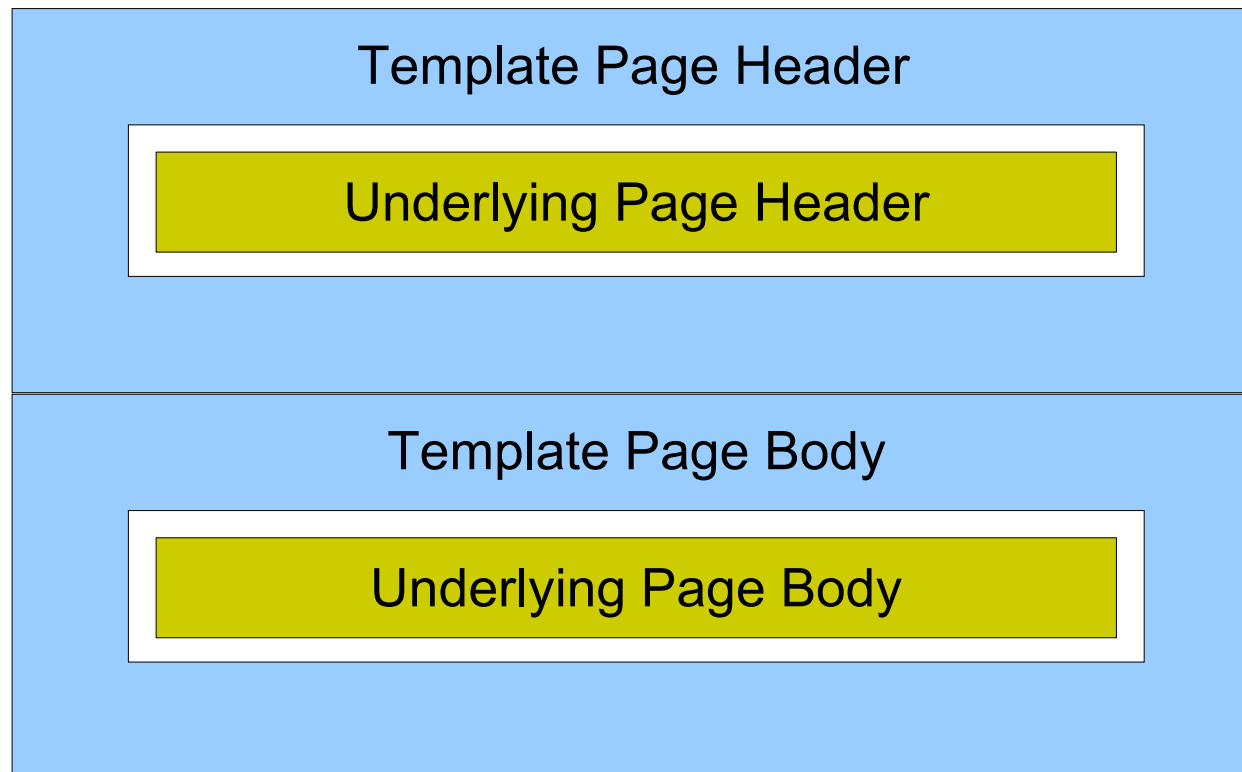 Template Page Header
Underlying Page Header
Template Page Body
Underlying Page Body